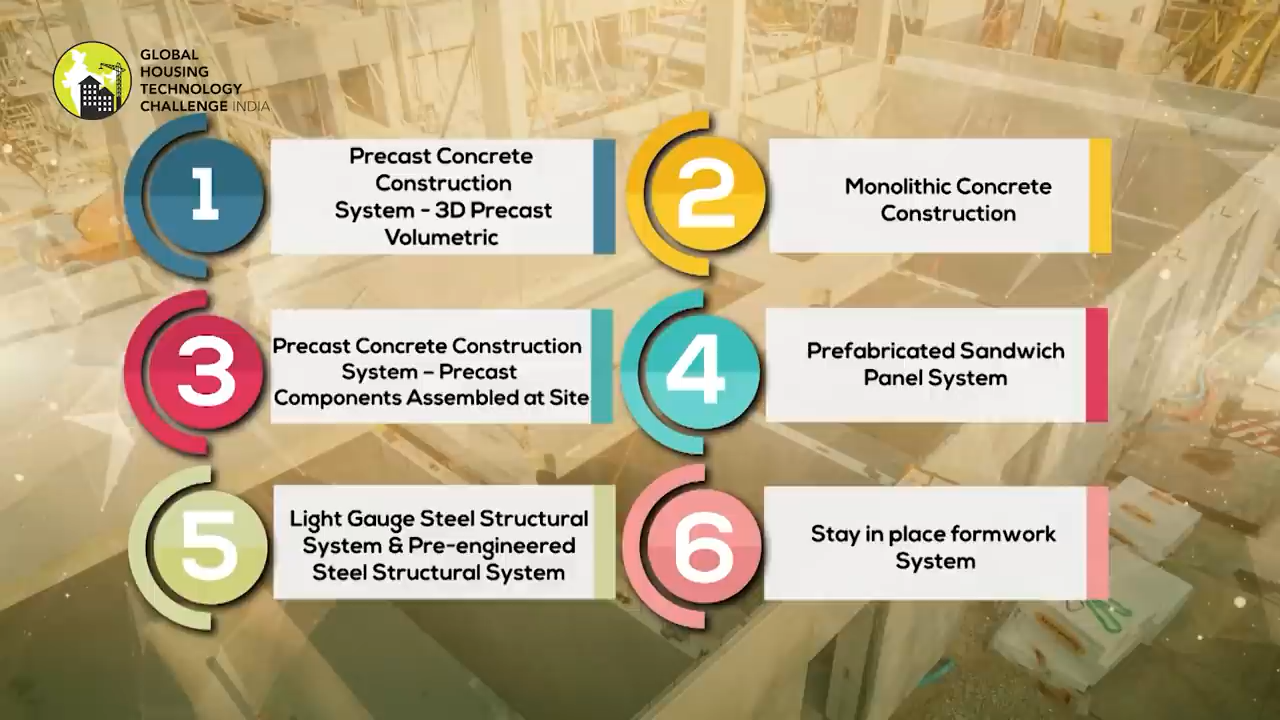 GLOBAL
HOUSING
TECHNOLOGY
CHALLENGE INDIA
1
Precast Concrete
Construction
System - 3D Precast
Volumetric
2
Monolithic Concrete
Construction
3
Precast Concrete Construction
System – Precast
Components Assembled at Site
4
Prefabricated Sandwich
Panel System
5
Light Gauge Steel Structural
System & Pre-engineered
Steel Structural System
6
Stay in place formwork
System